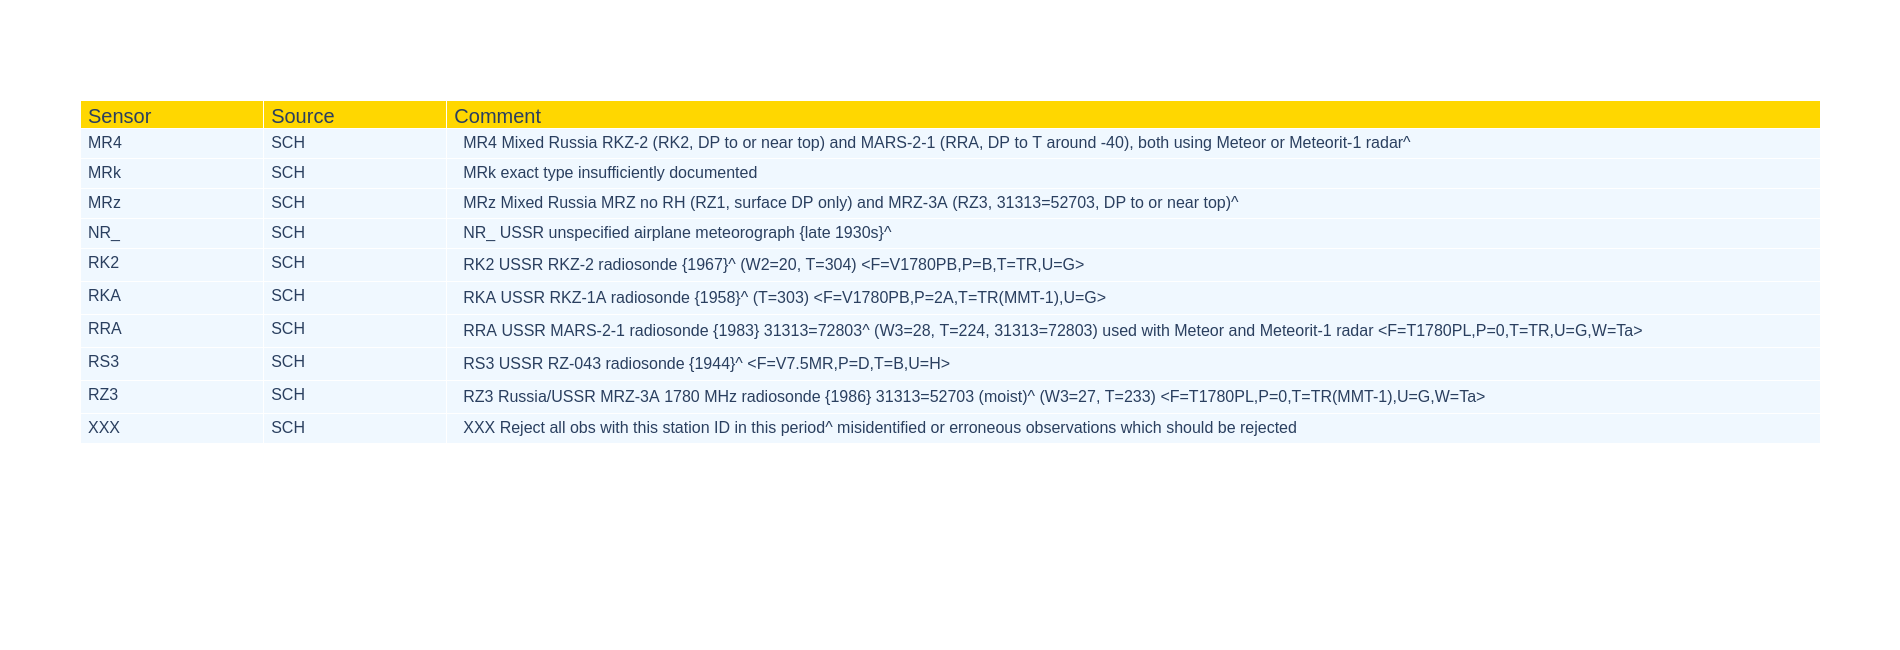 Sensor Source Comment
MR4 SCH MR4 Mixed Russia RKZ-2 (RK2, DP to or near top) and MARS-2-1 (RRA, DP to T around -40), both using Meteor or Meteorit-1 radar^
MRk SCH MRk exact type insufficiently documented
MRz SCH MRz Mixed Russia MRZ no RH (RZ1, surface DP only) and MRZ-3A (RZ3, 31313=52703, DP to or near top)^
NR_ SCH NR_ USSR unspecified airplane meteorograph {late 1930s}^
RK2 SCH RK2 USSR RKZ-2 radiosonde {1967}^ (W2=20, T=304) <F=V1780PB,P=B,T=TR,U=G>
RKA SCH RKA USSR RKZ-1A radiosonde {1958}^ (T=303) <F=V1780PB,P=2A,T=TR(MMT-1),U=G>
RRA SCH RRA USSR MARS-2-1 radiosonde {1983} 31313=72803^ (W3=28, T=224, 31313=72803) used with Meteor and Meteorit-1 radar <F=T1780PL,P=0,T=TR,U=G,W=Ta>
RS3 SCH RS3 USSR RZ-043 radiosonde {1944}^ <F=V7.5MR,P=D,T=B,U=H>
RZ3 SCH RZ3 Russia/USSR MRZ-3A 1780 MHz radiosonde {1986} 31313=52703 (moist)^ (W3=27, T=233) <F=T1780PL,P=0,T=TR(MMT-1),U=G,W=Ta>
XXX SCH XXX Reject all obs with this station ID in this period^ misidentified or erroneous observations which should be rejected